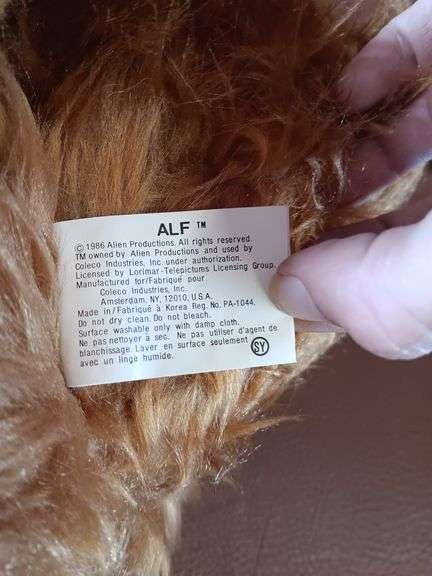 ALF ™
© 1986 Alien Productions. All rights reserved.
TM owned by Alien Productions and used by
Coleco Industries, Inc. under authorization.
Licensed by Lorimar-Telepictums Licensing Group.
Manufactured for/Fabriqué pour
Coleco Industries, Inc.
Amsterdam, NY, 12010, U.S.A.
Made in/Fabriqué à Korea Reg. No. PA-1044.
Do not dry clean. Do not bleach.
Surface washable only with damp cloth.
Ne pas nettoyer à sec. Ne pas utiliser d'agent de
blanchissage. Laver en surface seulement
avec un linge humide.
SY